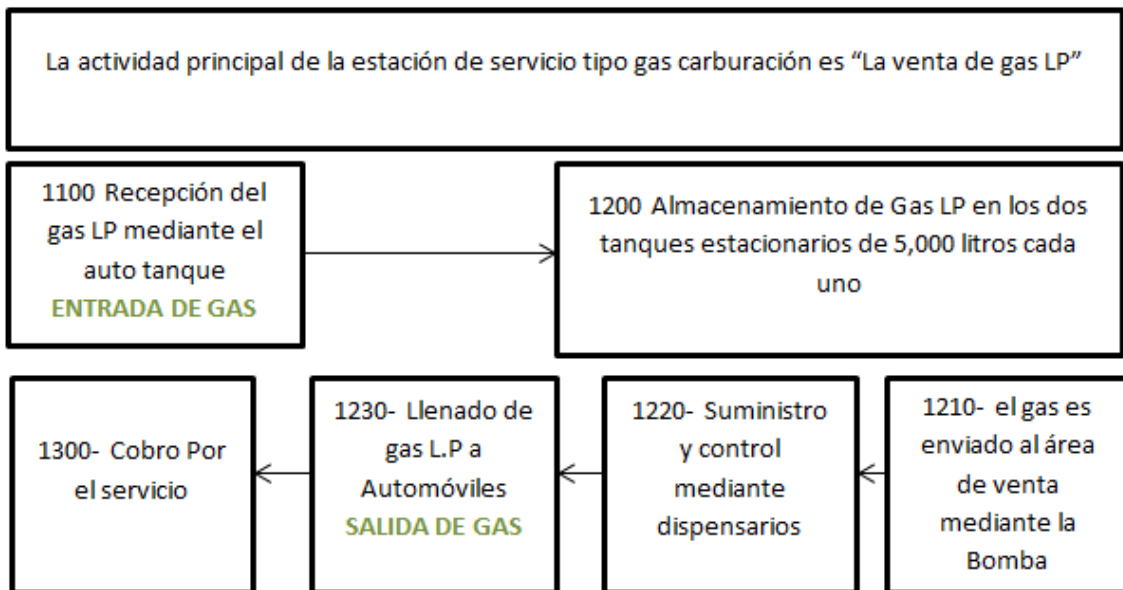 La actividad principal de la estación de servicio tipo gas carburación es “La venta de gas LP”
1100 Recepción del
gas LP mediante el
auto tanque
ENTRADA DE GAS
1200 Almacenamiento de Gas LP en los dos
tanques estacionarios de 5,000 litros cada
uno
1300- Cobro Por
el servicio
1230- Llenado de
gas L.P a
Automóviles
SALIDA DE GAS
1220- Suministro
y control
mediante
dispensarios
1210- el gas es
enviado al área
de venta
mediante la
Bomba